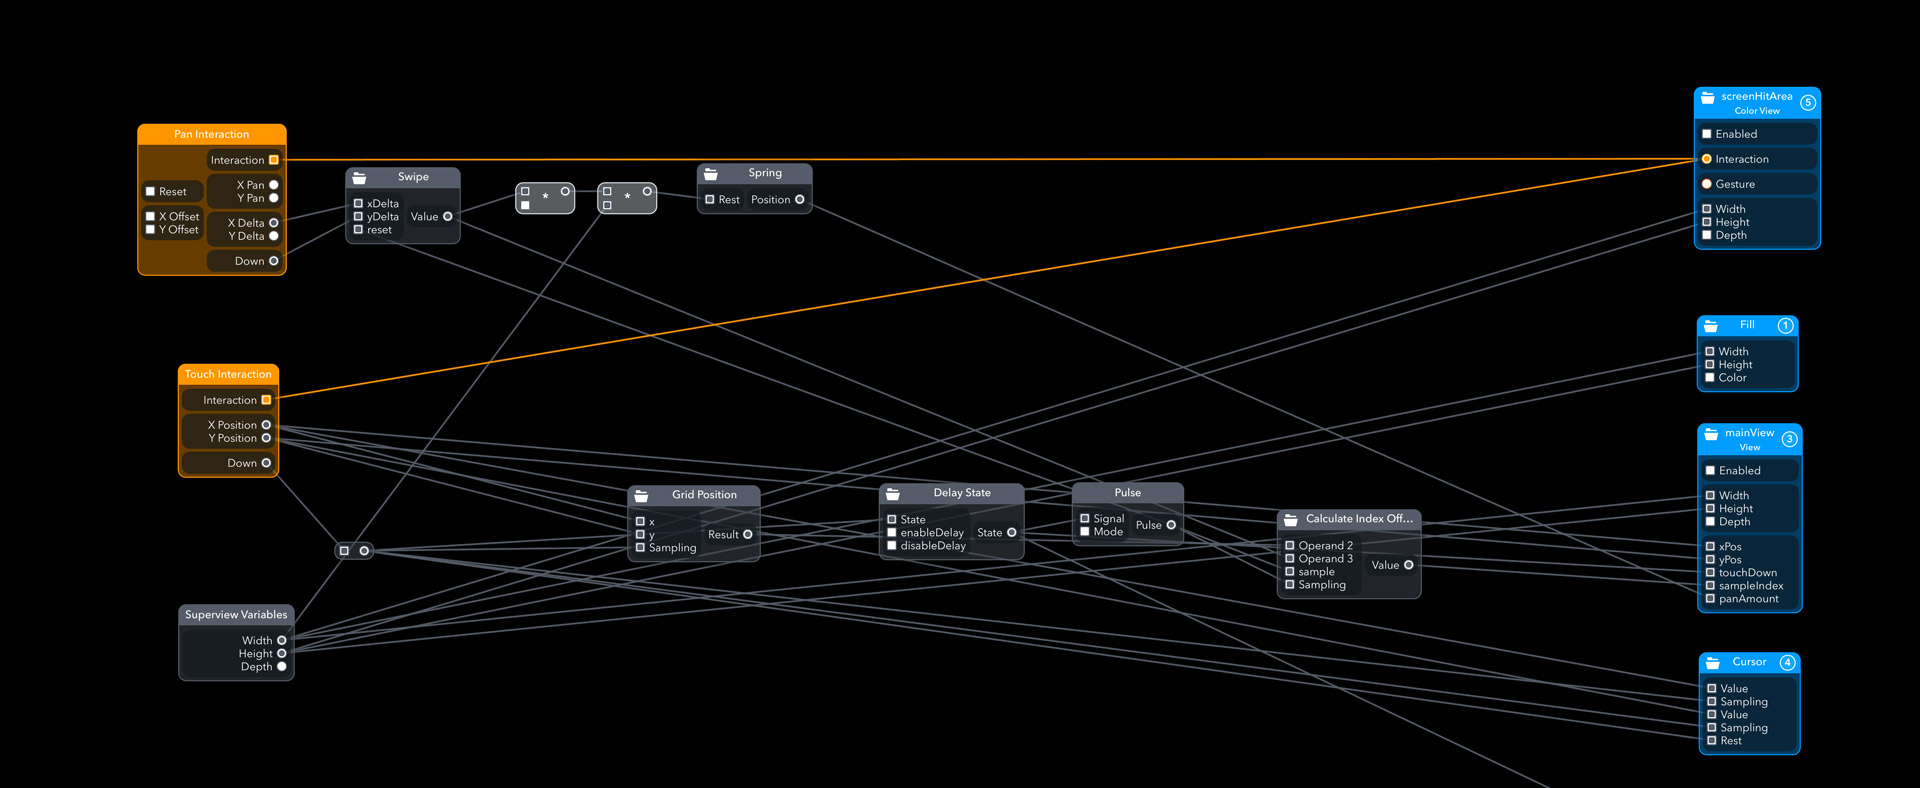 Pan Interaction
Interaction
Reset
X Pan
Y Pan
X Offset
Y Offset
X Delta
Y Delta
Down
Swipe
xDelta
yDelta
reset
Value
*
*
Spring
Rest
Position
screenHitArea
Color View
5
Enabled
Interaction
Gesture
Width
Height
Depth
Fill
1
Width
Height
Color
Touch Interaction
Interaction
X Position
Y Position
Down
mainView
View
3
Enabled
Width
Height
Depth
xPos
yPos
touchDown
sampleIndex
panAmount
Grid Position
x
y
Sampling
Result
Delay State
State
enableDelay
disableDelay
State
Pulse
Signal
Mode
Pulse
Calculate Index Off...
Operand 2
Operand 3
sample
Sampling
Value
Superview Variables
Width
Height
Depth
Cursor
4
Value
Sampling
Value
Sampling
Rest